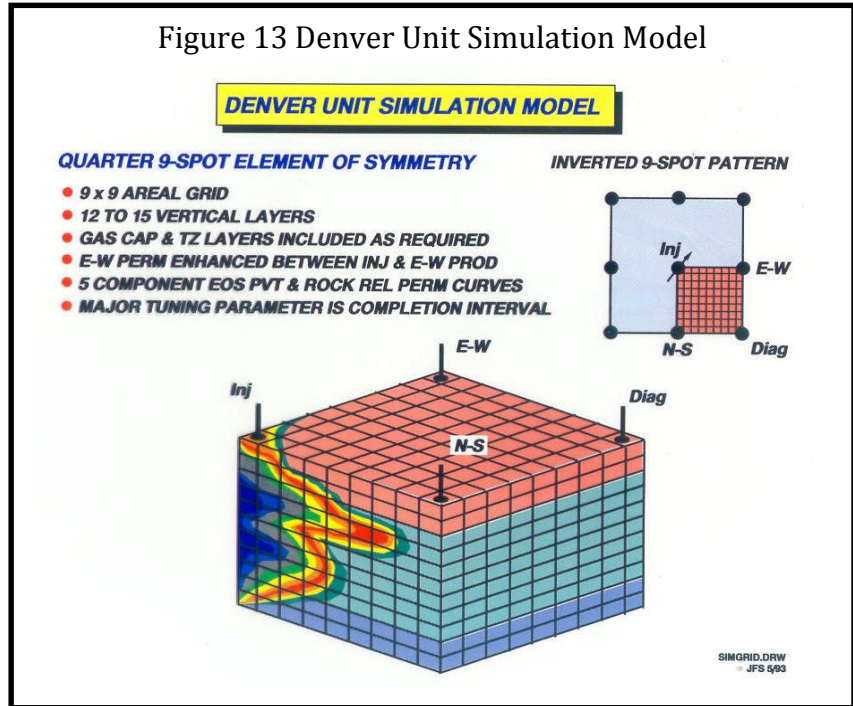 Figure 13 Denver Unit Simulation Model
DENVER UNIT SIMULATION MODEL
QUARTER 9-SPOT ELEMENT OF SYMMETRY
9 x 9 AREAL GRID
12 TO 15 VERTICAL LAYERS
GAS CAP & TZ LAYERS INCLUDED AS REQUIRED
E-W PERM ENHANCED BETWEEN INJ & E-W PROD
5 COMPONENT EOS PVT & ROCK REL PERM CURVES
MAJOR TUNING PARAMETER IS COMPLETION INTERVAL
INVERTED 9-SPOT PATTERN
Inj
E-W
N-S
Diag
E-W
Inj
Diag
N-S
SIMGRID.DRW
JFS 5/93